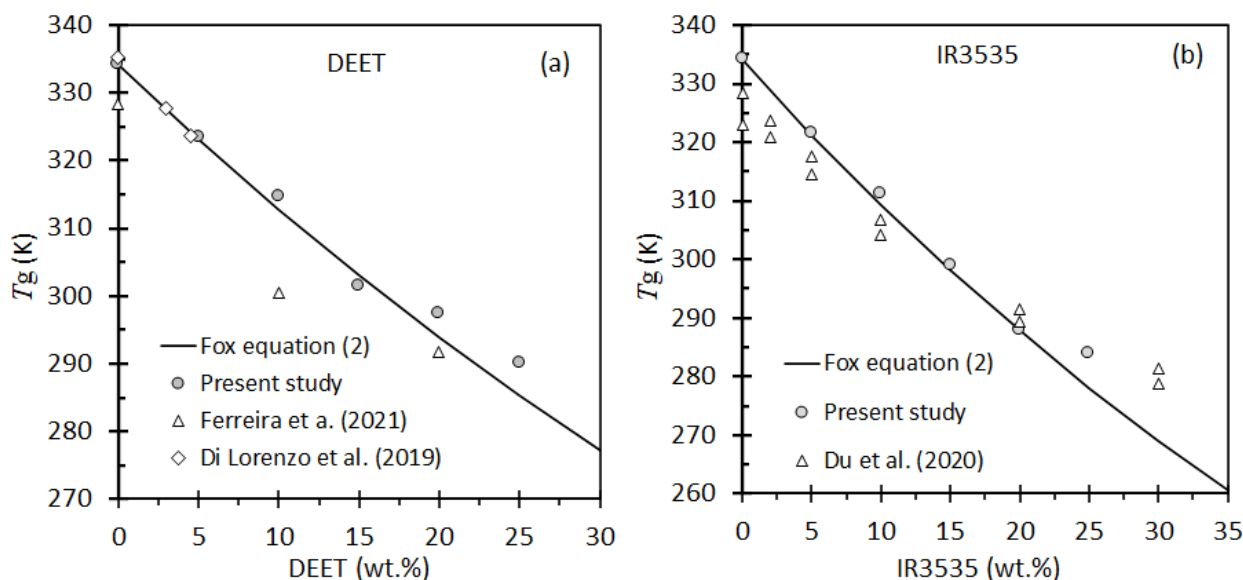 DEET (a)
340
330
320
310
300
290
280
270
Tg (K)
Fox equation (2)
Present study
Ferreira et a. (2021)
Di Lorenzo et al. (2019)
0 5 10 15 20 25 30
DEET (wt.%)
IR3535 (b)
340
330
320
310
300
290
280
270
260
Tg (K)
Fox equation (2)
Present study
Du et al. (2020)
0 5 10 15 20 25 30 35
IR3535 (wt.%)